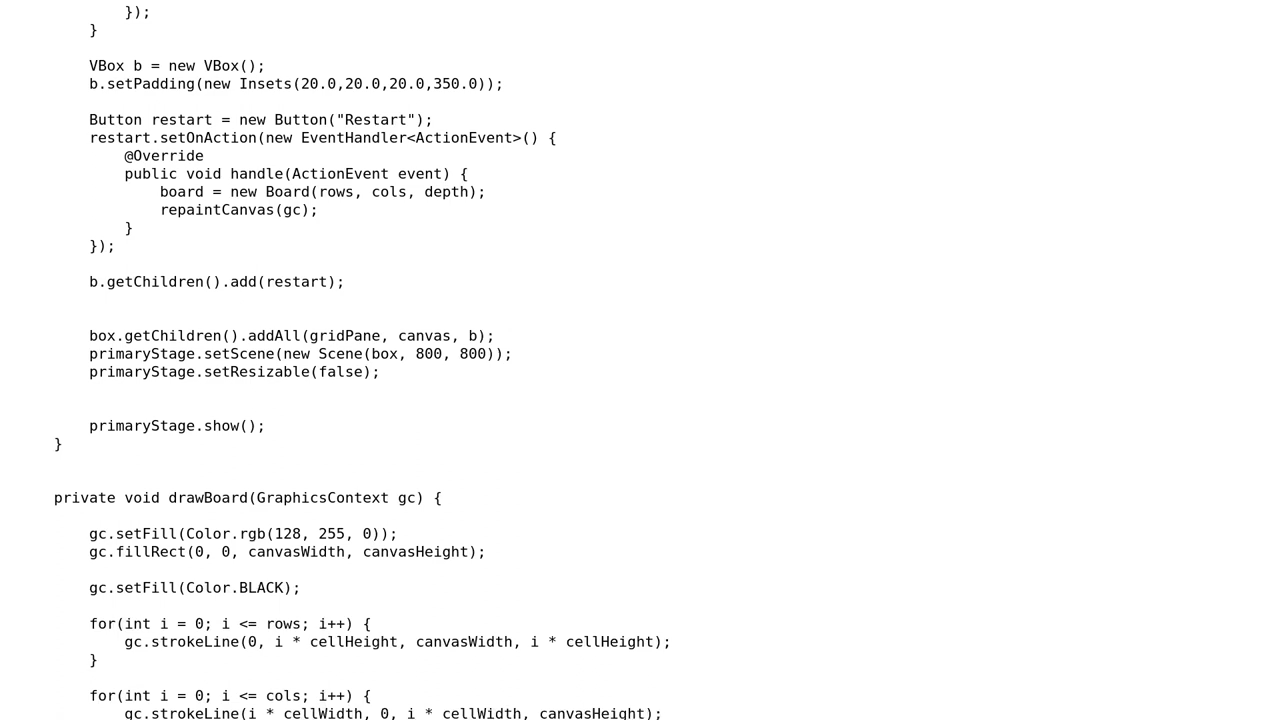 });
    }

    VBox b = new VBox();
    b.setPadding(new Insets(20.0,20.0,20.0,350.0));

    Button restart = new Button("Restart");
    restart.setOnAction(new EventHandler<ActionEvent>() {
        @Override
        public void handle(ActionEvent event) {
            board = new Board(rows, cols, depth);
            repaintCanvas(gc);
        }
    });

    b.getChildren().add(restart);


    box.getChildren().addAll(gridPane, canvas, b);
    primaryStage.setScene(new Scene(box, 800, 800));
    primaryStage.setResizable(false);


    primaryStage.show();
}


private void drawBoard(GraphicsContext gc) {

    gc.setFill(Color.rgb(128, 255, 0));
    gc.fillRect(0, 0, canvasWidth, canvasHeight);

    gc.setFill(Color.BLACK);

    for(int i = 0; i <= rows; i++) {
        gc.strokeLine(0, i * cellHeight, canvasWidth, i * cellHeight);
    }

    for(int i = 0; i <= cols; i++) {
        gc.strokeLine(i * cellWidth, 0, i * cellWidth, canvasHeight);